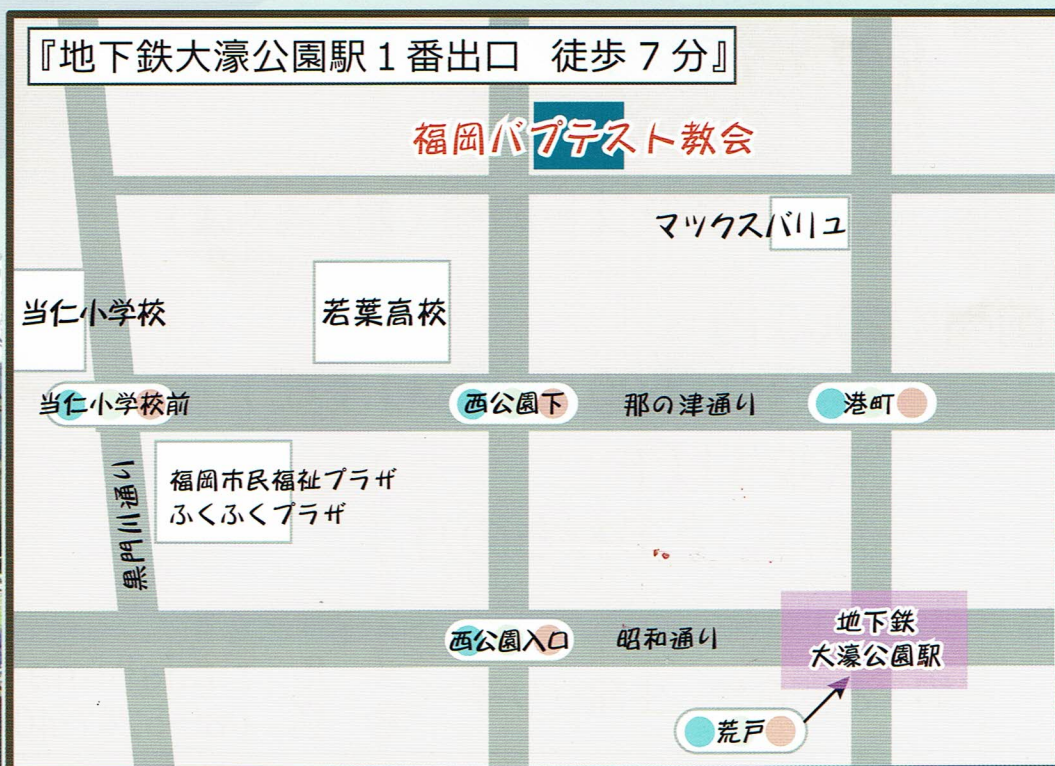 『地下鉄大濠公園駅１番出口　徒歩７分』
福岡バプテスト教会
マックスバリュ
当仁小学校
若葉高校
当仁小学校前
西公園下
那の津通り
港町
福岡市民福祉プラザ
ふくふくプラザ
黒門川通り
西公園入口
昭和通り
地下鉄
大濠公園駅
荒戸